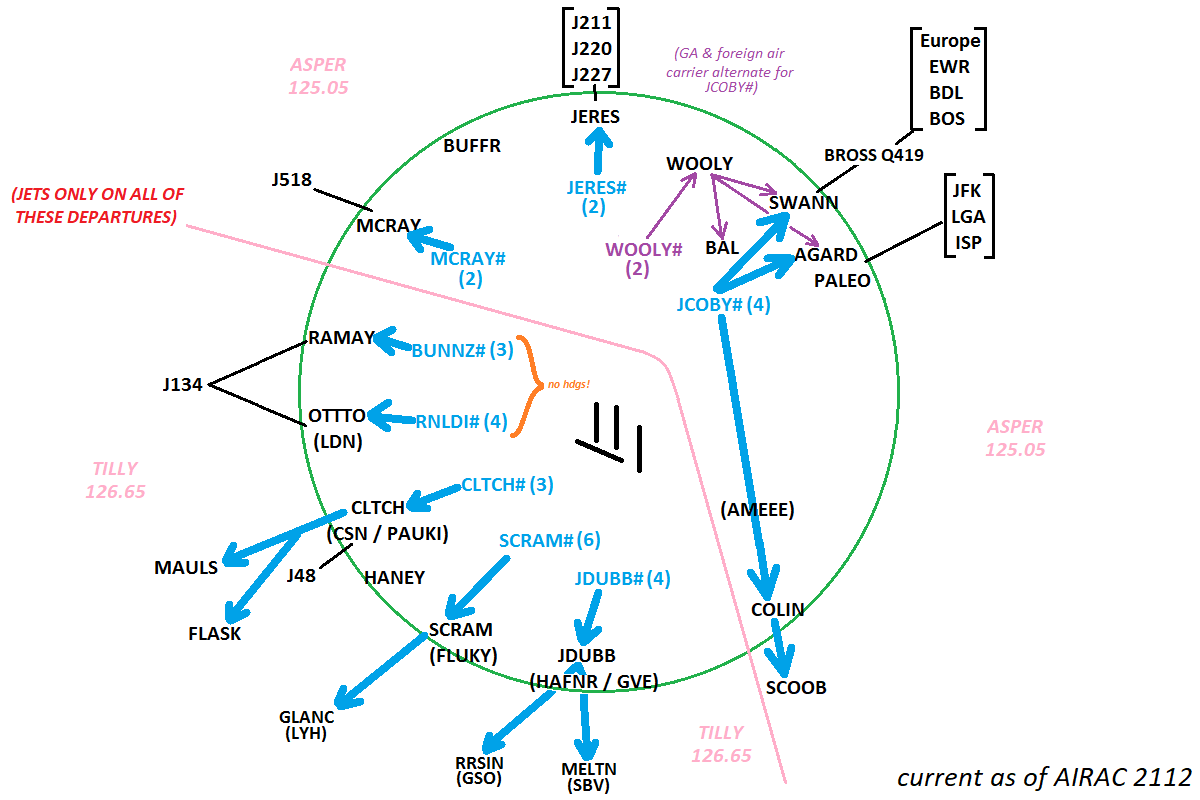 J211
J220
J227
(GA & foreign air
carrier alternate for
JCOBY#)
Europe
EWR
BDL
BOS
ASPER
125.05
JERES
BUFFR
WOOLY
BROSS Q419
J518
JERES#
(2)
SWANN
JFK
LGA
ISP
(JETS ONLY ON ALL OF
THESE DEPARTURES)
MCRAY
MCRAY#
(2)
WOOLY#
(2)
BAL
AGARD
PALEO
JCOBY# (4)
RAMAY
BUNNZ# (3)
J134
no hdgs!
OTTTO
(LDN)
RNLDI# (4)
ASPER
125.05
TILLY
126.65
CLTCH# (3)
CLTCH
(CSN / PAUKI)
(AMEEE)
SCRAM# (6)
MAULS
J48
HANEY
JDUBB# (4)
COLIN
FLASK
SCRAM
(FLUKY)
JDUBB
(HAFNR / GVE)
SCOOB
GLANC
(LYH)
TILLY
126.65
RRSIN
(GSO)
MELTN
(SBV)
current as of AIRAC 2112